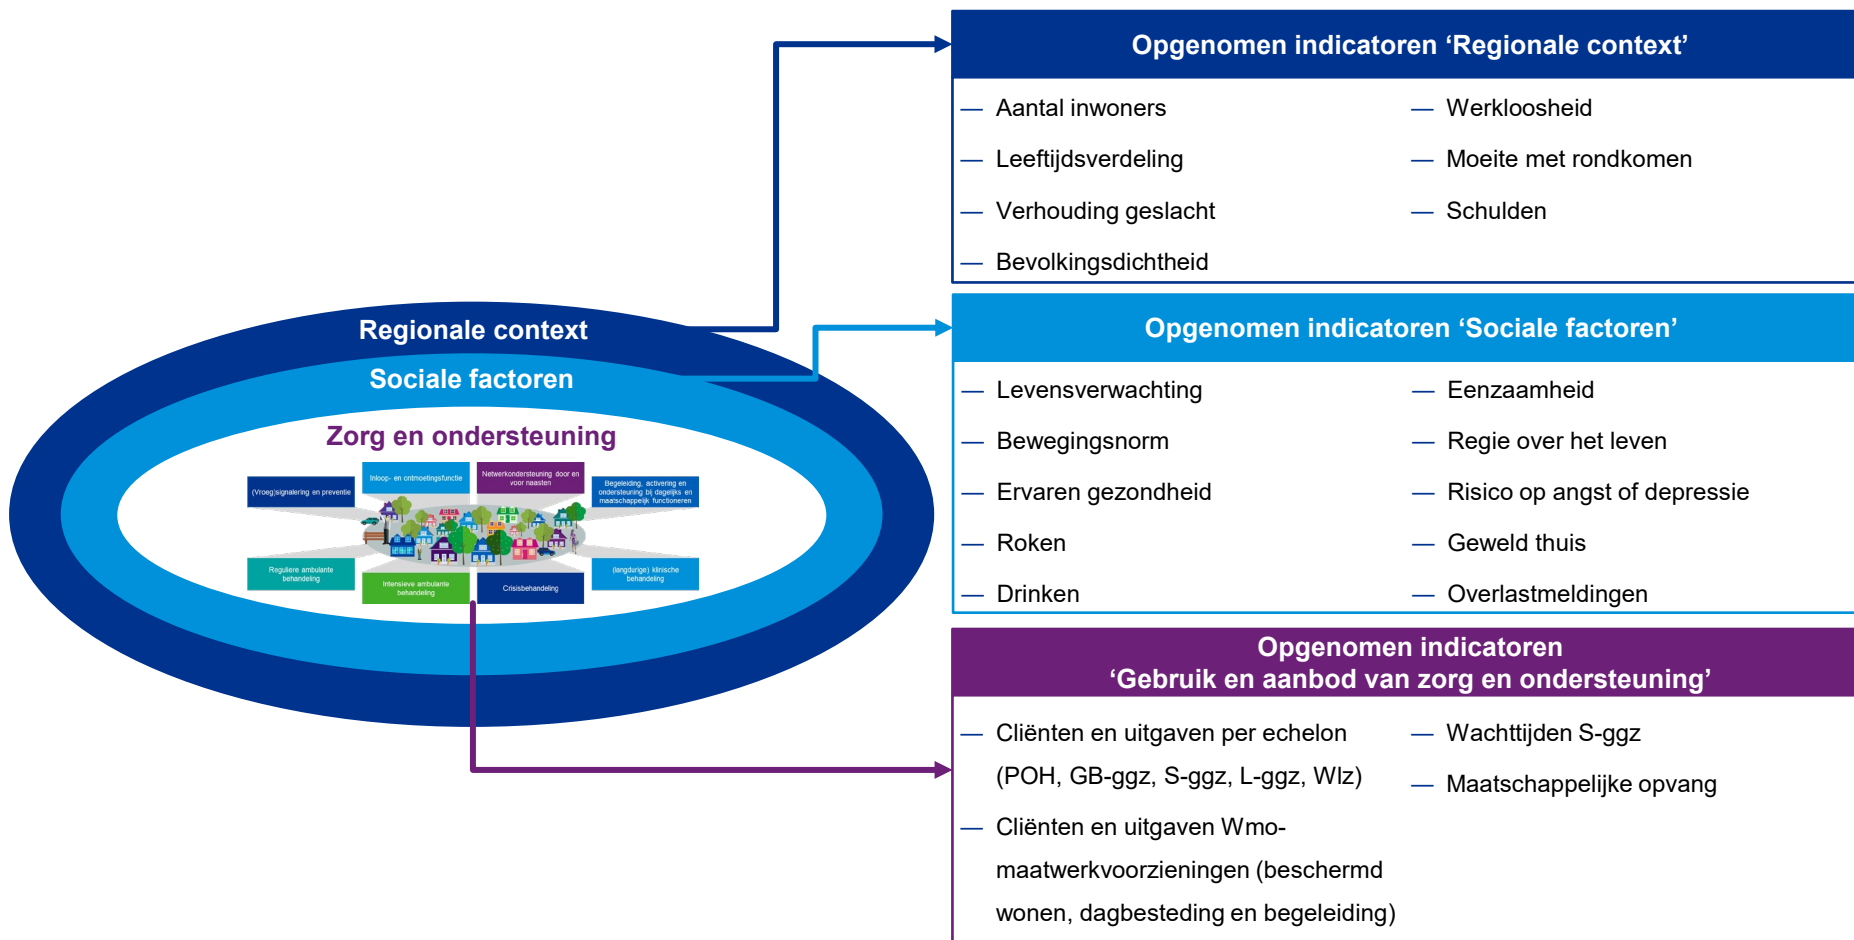 Opgenomen indicatoren ‘Regionale context’
— Aantal inwoners
— Leeftijdsverdeling
— Verhouding geslacht
— Bevolkingsdichtheid
— Werkloosheid
— Moeite met rondkomen
— Schulden
Regionale context
Sociale factoren
Zorg en ondersteuning
(Vroeg)signalering en preventie
Inloop- en ontmoetingsfunctie
Netwerkondersteuning door en
voor naasten
Begeleiding, activering en
ondersteuning bij dagelijks en
maatschappelijk functioneren
Reguliere ambulante
behandeling
Intensieve ambulante
behandeling
Crisisbehandeling
(langdurige) klinische
behandeling
Opgenomen indicatoren ‘Sociale factoren’
— Levensverwachting
— Bewegingsnorm
— Ervaren gezondheid
— Roken
— Drinken
— Eenzaamheid
— Regie over het leven
— Risico op angst of depressie
— Geweld thuis
— Overlastmeldingen
Opgenomen indicatoren
‘Gebruik en aanbod van zorg en ondersteuning’
— Cliënten en uitgaven per echelon
(POH, GB-ggz, S-ggz, L-ggz, Wlz)
— Cliënten en uitgaven Wmo-
maatwerkvoorzieningen (beschermd
wonen, dagbesteding en begeleiding)
— Wachttijden S-ggz
— Maatschappelijke opvang